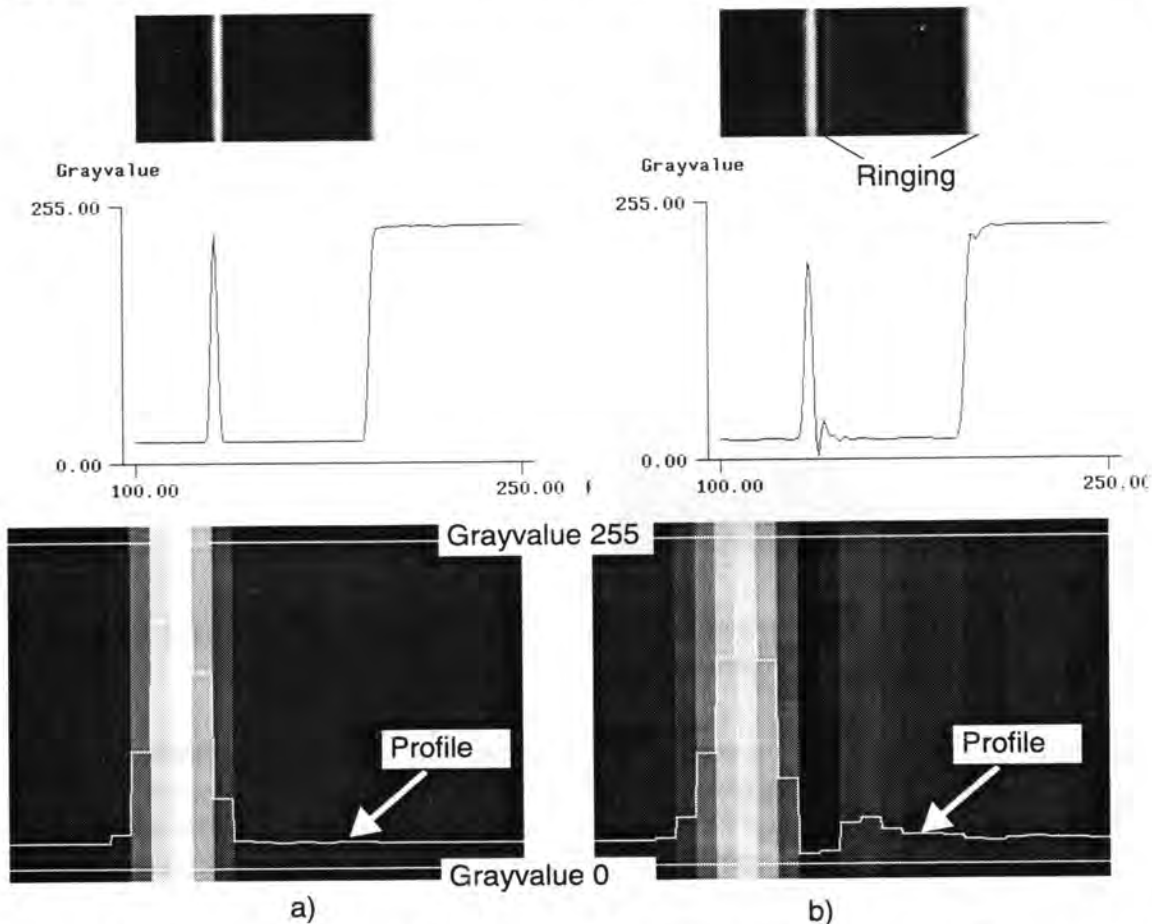 Ringing
Grayvalue
255.00
0.00
100.00
250.00
Grayvalue
255.00
0.00
100.00
250.00
Grayvalue 255
Profile
Profile
Grayvalue 0
a)
b)